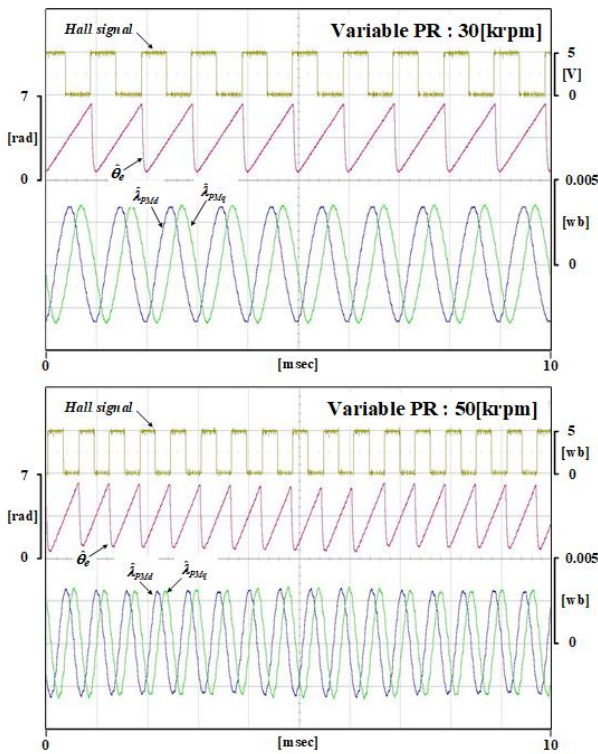 Hall signal
Variable PR : 30[krpm]
5
[V]
0
7
[rad]
0
θ̂e
λ̂PMd
λ̂PMq
0.005
[wb]
0
0
[msec]
10
Hall signal
Variable PR : 50[krpm]
5
[wb]
0
7
[rad]
0
θ̂e
λ̂PMd
λ̂PMq
0.005
[wb]
0
0
[msec]
10